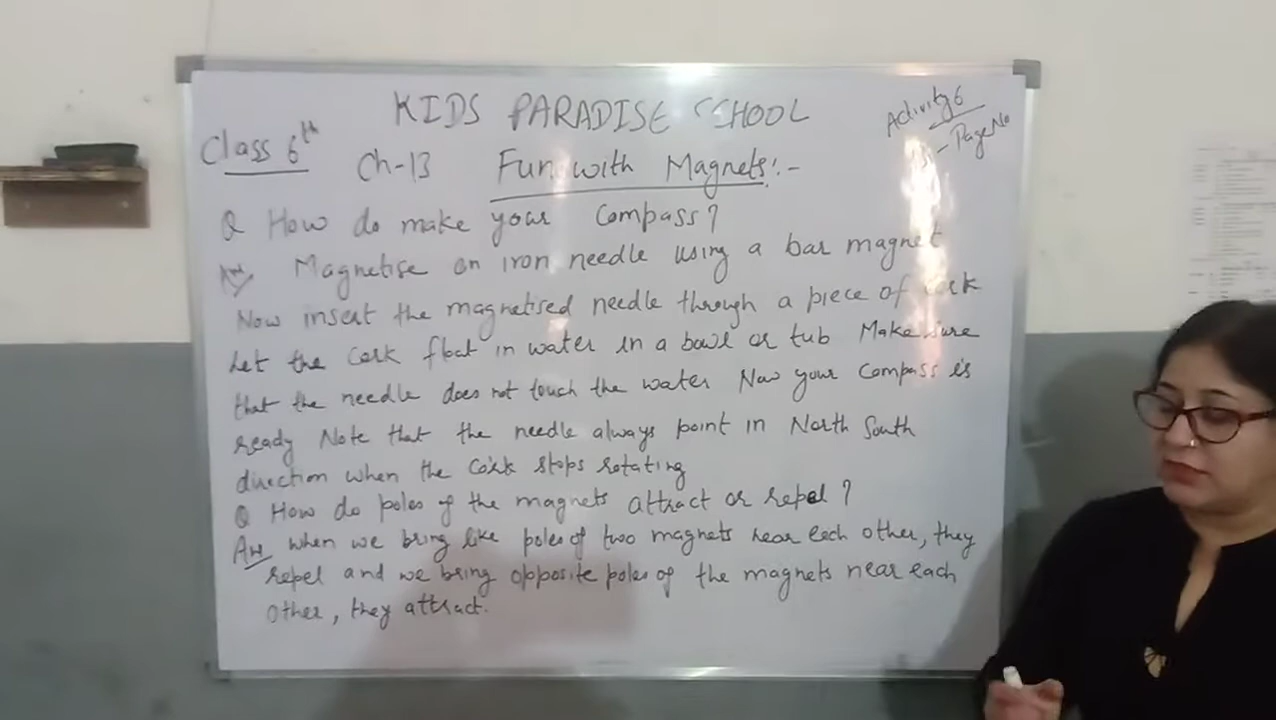 KIDS PARADISE SCHOOL
Activity 6
Page No
Class 6th
Ch-13 Fun with Magnets:-
Q How do make your Compass?
Ans Magnetise an iron needle using a bar magnet
Now insert the magnetised needle through a piece of cork
Let the Cork float in water in a bowl or tub Make sure
that the needle does not touch the water Now your Compass is
ready Note that the needle always point in North South
direction when the Cork stops rotating
Q How do poles of the magnets attract or repel?
Ans when we bring like poles of two magnets near each other, they
repel and we bring opposite poles of the magnets near each
other, they attract.